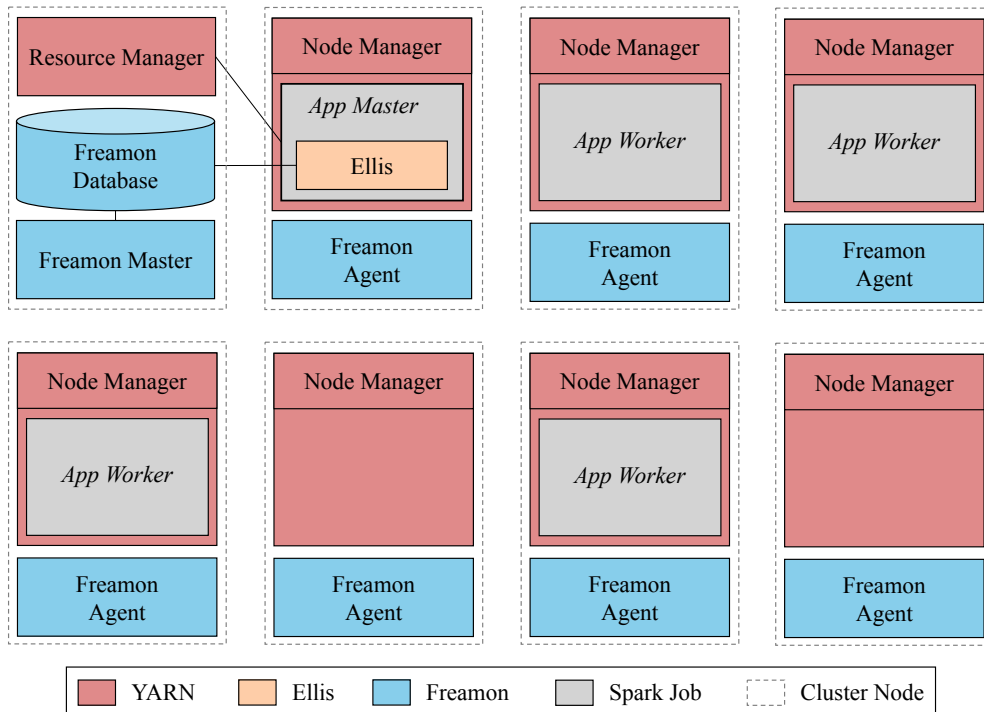 Resource Manager
Freamon
Database
Freamon Master
Node Manager
App Master
Ellis
Freamon
Agent
Node Manager
App Worker
Freamon
Agent
Node Manager
App Worker
Freamon
Agent
Node Manager
App Worker
Freamon
Agent
Node Manager
Freamon
Agent
Node Manager
App Worker
Freamon
Agent
Node Manager
Freamon
Agent
YARN Ellis Freamon Spark Job Cluster Node